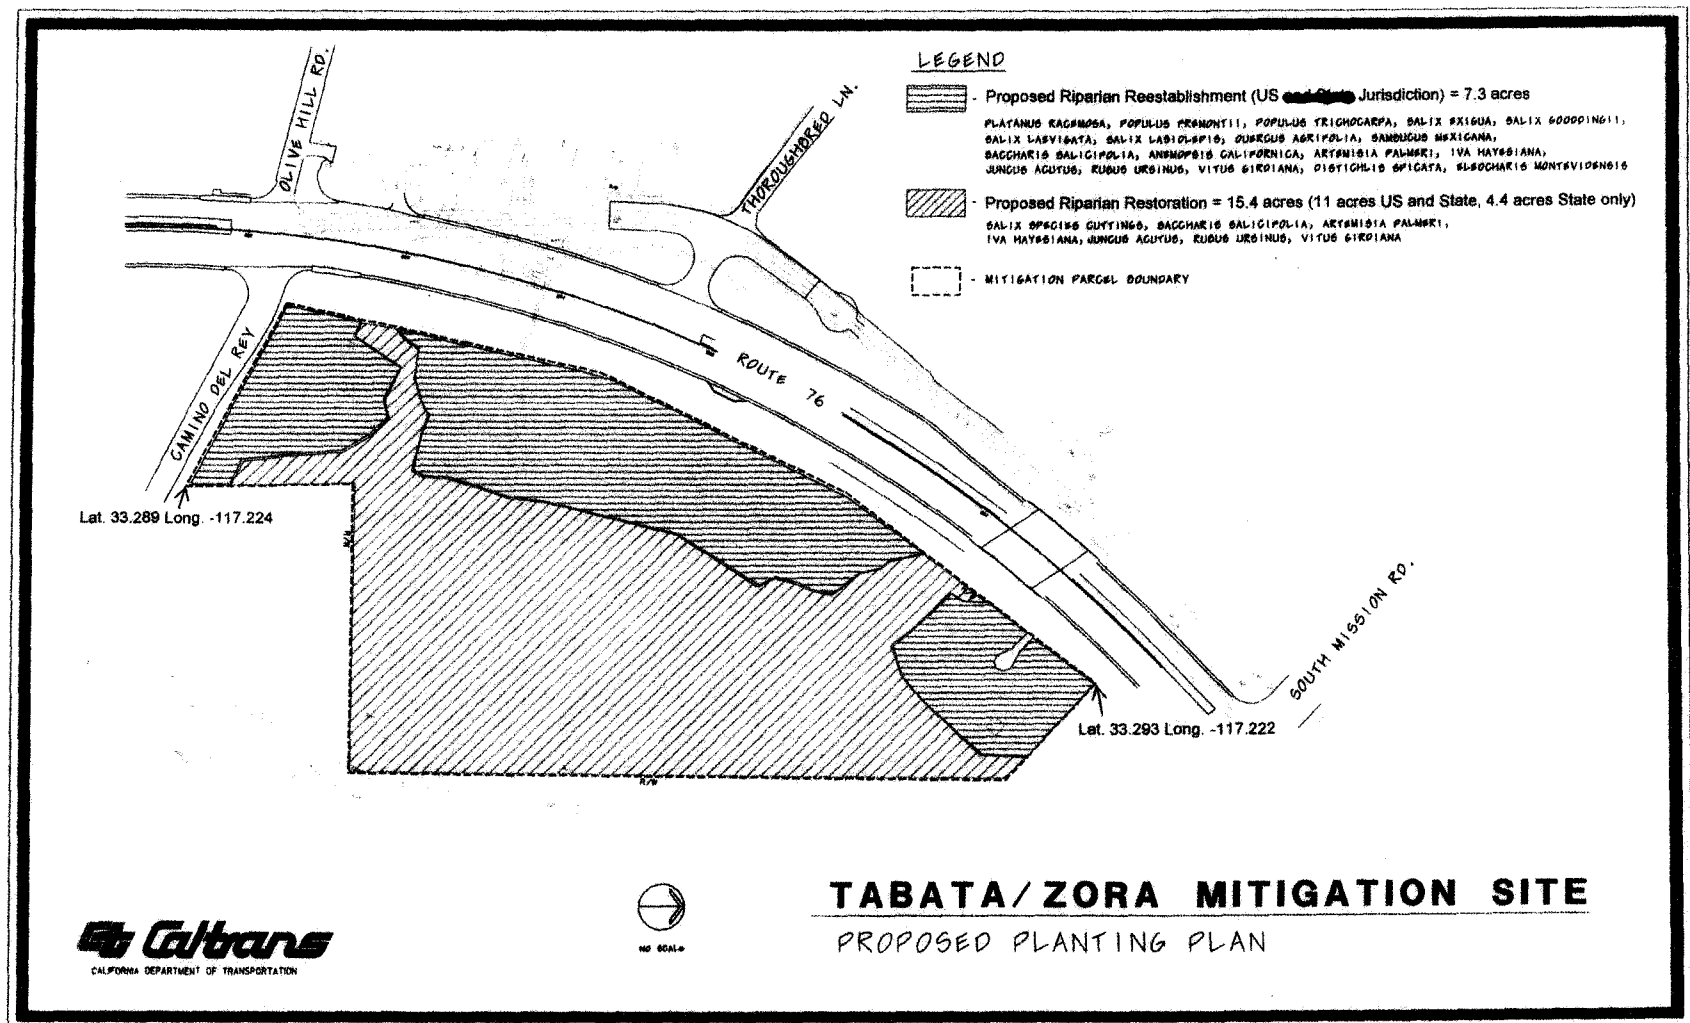 LEGEND
- Proposed Riparian Reestablishment (US Jurisdiction) = 7.3 acres
PLATANUS RACEMOSA, POPULUS FREMONTII, POPULUS TRICHOCARPA, SALIX EXIGUA, SALIX GOODDINGII,
SALIX LAEVIGATA, SALIX LASIOLEPIS, QUERCUS AGRIFOLIA, SAMBUCUS MEXICANA,
BACCHARIS SALICIFOLIA, ANEMOPSIS CALIFORNICA, ARTEMISIA PALMERI, IVA HAYESIANA,
JUNCUS ACUTUS, RUBUS URSINUS, VITUS GIRDIANA, DISTICHLIS SPICATA, ELEOCHARIS MONTEVIDENSIS
- Proposed Riparian Restoration = 15.4 acres (11 acres US and State, 4.4 acres State only)
SALIX SPECIES CUTTINGS, BACCHARIS SALICIFOLIA, ARTEMISIA PALMERI,
IVA HAYESIANA, JUNCUS ACUTUS, RUBUS URSINUS, VITUS GIRDIANA
- MITIGATION PARCEL BOUNDARY
OLIVE HILL RD.
THOROUGHBRED LN.
CAMINO DEL REY
ROUTE 76
SOUTH MISSION RD.
Lat. 33.289 Long. -117.224
R/W
Lat. 33.293 Long. -117.222
R/W
TABATA/ZORA MITIGATION SITE
PROPOSED PLANTING PLAN
NO SCALE
Caltrans
CALIFORNIA DEPARTMENT OF TRANSPORTATION